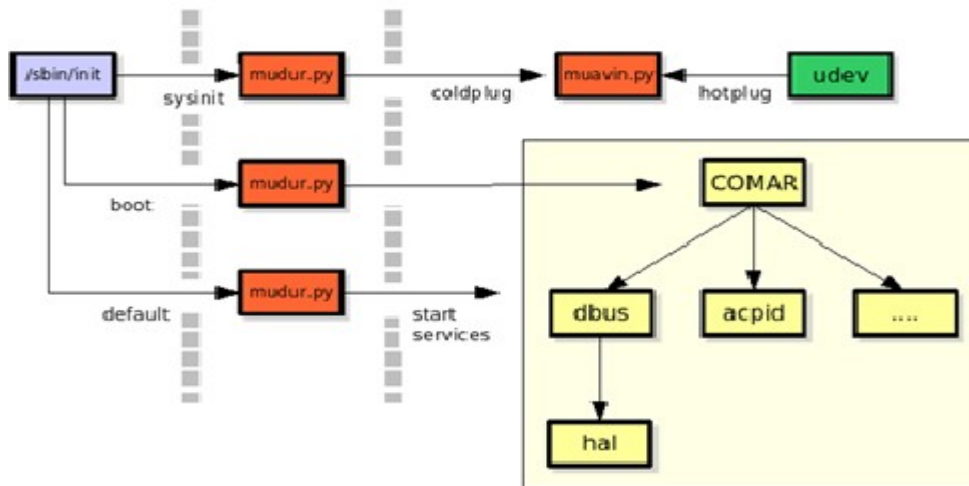 /sbin/init
mudur.py
muavin.py
udev
sysinit
coldplug
hotplug
mudur.py
COMAR
boot
mudur.py
default
start
services
dbus
acpid
....
hal